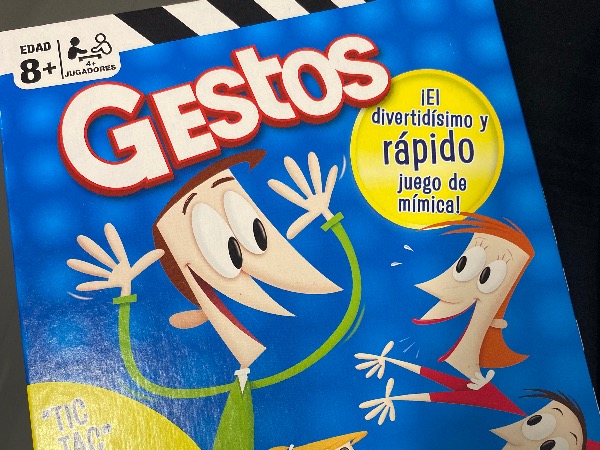 EDAD
8+
4+
JUGADORES
GESTOS
¡El
divertidísimo y
rápido
juego de
mímica!
"TIC
TAC"